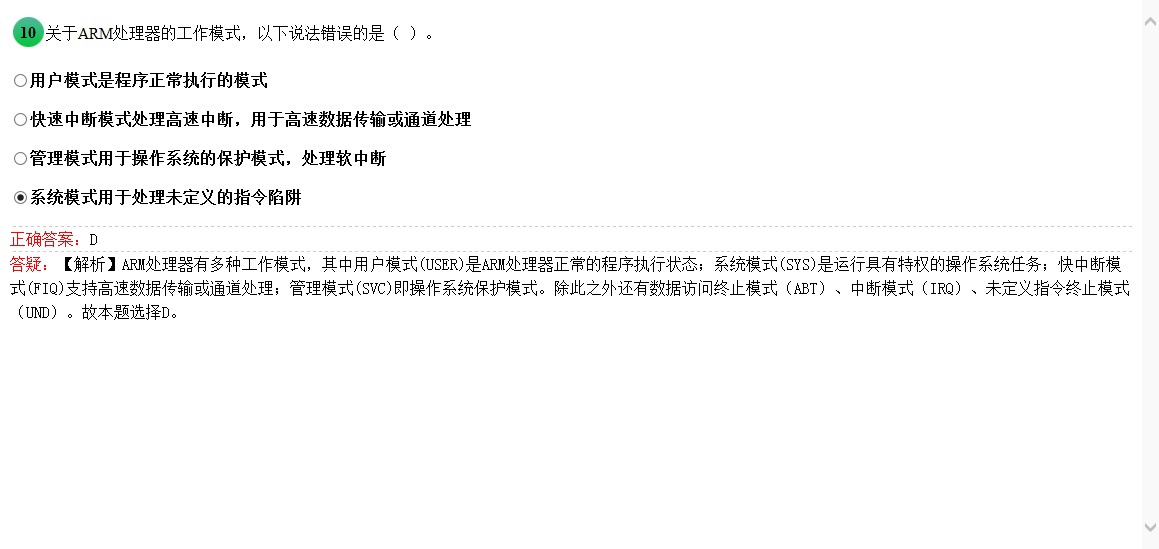 10 关于ARM处理器的工作模式，以下说法错误的是（ ）。
用户模式是程序正常执行的模式
快速中断模式处理高速中断，用于高速数据传输或通道处理
管理模式用于操作系统的保护模式，处理软中断
系统模式用于处理未定义的指令陷阱
正确答案：D
答疑：【解析】ARM处理器有多种工作模式，其中用户模式(USER)是ARM处理器正常的程序执行状态；系统模式(SYS)是运行具有特权的操作系统任务；快中断模
式(FIQ)支持高速数据传输或通道处理；管理模式(SVC)即操作系统保护模式。除此之外还有数据访问终止模式（ABT）、中断模式（IRQ）、未定义指令终止模式
（UND）。故本题选择D。